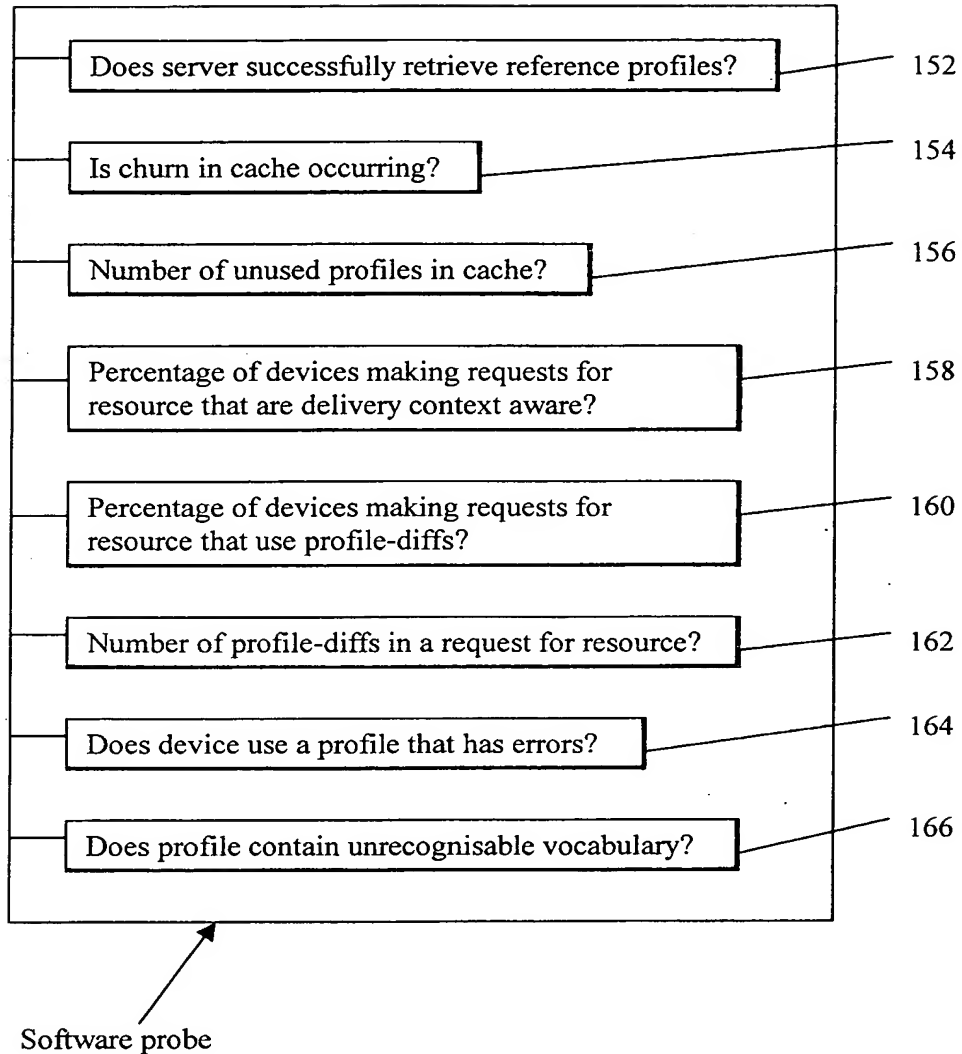 Does server successfully retrieve reference profiles?
152
Is churn in cache occurring?
154
Number of unused profiles in cache?
156
Percentage of devices making requests for
resource that are delivery context aware?
158
Percentage of devices making requests for
resource that use profile-diffs?
160
Number of profile-diffs in a request for resource?
162
Does device use a profile that has errors?
164
Does profile contain unrecognisable vocabulary?
166
Software probe